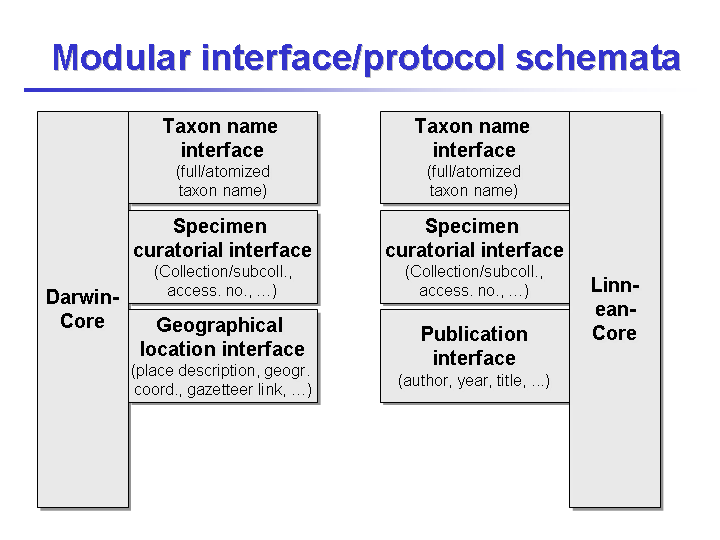 Modular interface/protocol schemata
Darwin-
Core
Taxon name
interface
(full/atomized
taxon name)
Specimen
curatorial interface
(Collection/subcoll.,
access. no., ...)
Geographical
location interface
(place description, geogr.
coord., gazetteer link, ...)
Taxon name
interface
(full/atomized
taxon name)
Specimen
curatorial interface
(Collection/subcoll.,
access. no., ...)
Publication
interface
(author, year, title, ...)
Linn-
ean-
Core